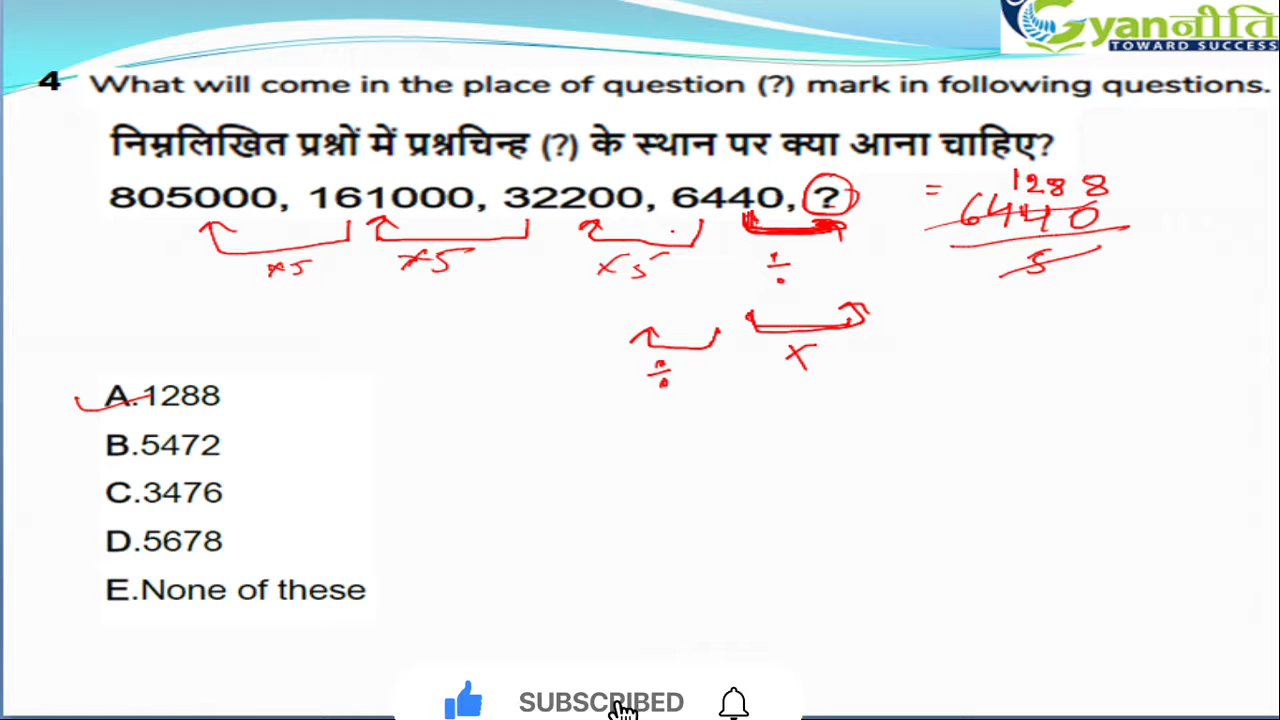 Gyanनीति
TOWARD SUCCESS
4 What will come in the place of question (?) mark in following questions.
निम्नलिखित प्रश्नों में प्रश्नचिन्ह (?) के स्थान पर क्या आना चाहिए?
805000, 161000, 32200, 6440, ?
= 6440 1288
5
×5 ×5 ×5 ÷
÷ ×
A.1288
B.5472
C.3476
D.5678
E.None of these
SUBSCRIBED